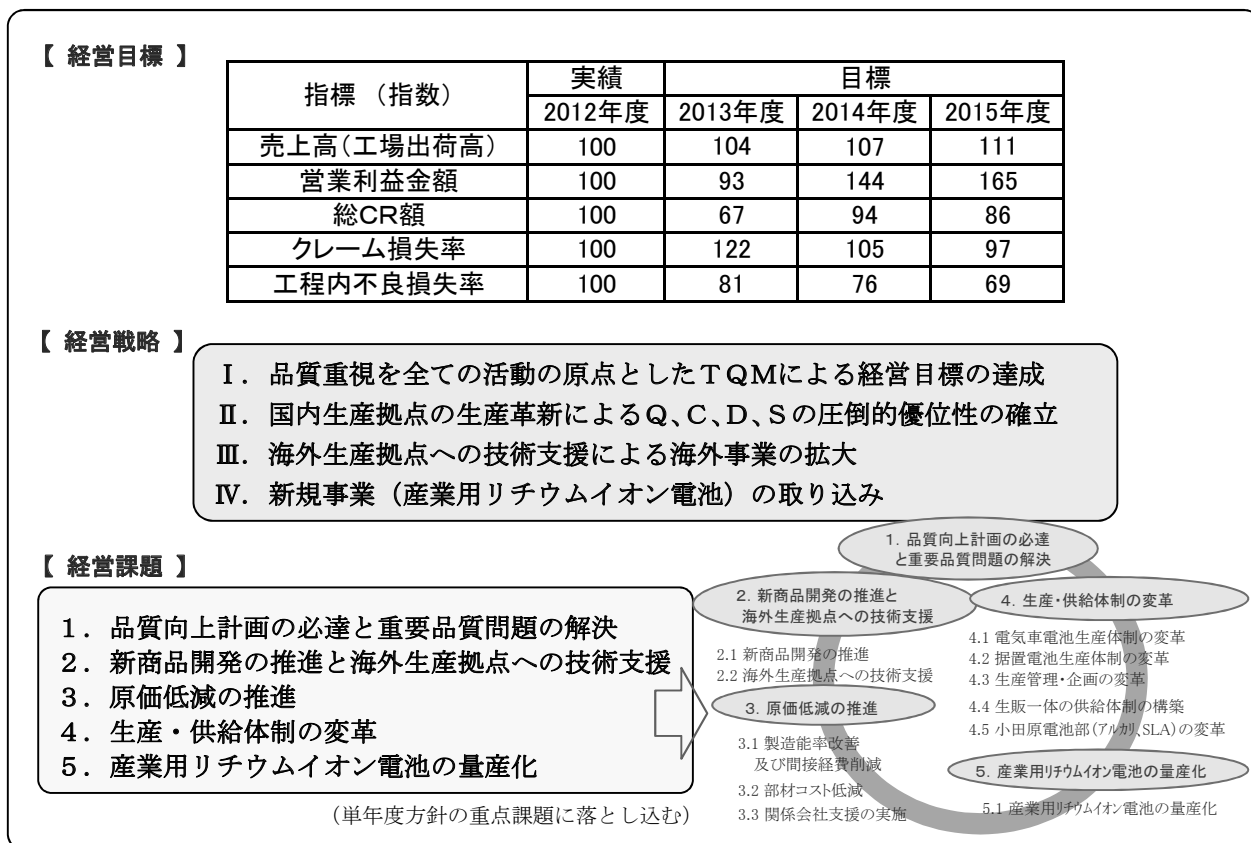 【 経営目標 】
指標 （指数） 実績 目標
2012年度 2013年度 2014年度 2015年度
売上高（工場出荷高） 100 104 107 111
営業利益金額 100 93 144 165
総CR額 100 67 94 86
クレーム損失率 100 122 105 97
工程内不良損失率 100 81 76 69
【 経営戦略 】
Ⅰ．品質重視を全ての活動の原点としたＴＱＭによる経営目標の達成
Ⅱ．国内生産拠点の生産革新によるＱ、Ｃ、Ｄ、Ｓの圧倒的優位性の確立
Ⅲ．海外生産拠点への技術支援による海外事業の拡大
Ⅳ．新規事業（産業用リチウムイオン電池）の取り込み
【 経営課題 】
１．品質向上計画の必達と重要品質問題の解決
２．新商品開発の推進と海外生産拠点への技術支援
３．原価低減の推進
４．生産・供給体制の変革
５．産業用リチウムイオン電池の量産化
（単年度方針の重点課題に落とし込む）
1. 品質向上計画の必達
と重要品質問題の解決
2. 新商品開発の推進と
海外生産拠点への技術支援
2.1 新商品開発の推進
2.2 海外生産拠点への技術支援
3. 原価低減の推進
3.1 製造能率改善
及び間接経費削減
3.2 部材コスト低減
3.3 関係会社支援の実施
4. 生産・供給体制の変革
4.1 電気車電池生産体制の変革
4.2 据置電池生産体制の変革
4.3 生産管理・企画の変革
4.4 生販一体の供給体制の構築
4.5 小田原電池部（アルカリ、SLA）の変革
5. 産業用リチウムイオン電池の量産化
5.1 産業用リチウムイオン電池の量産化